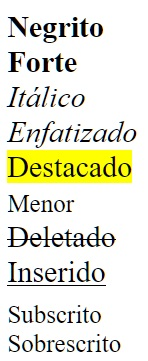 Negrito
Forte
Itálico
Enfatizado
Destacado
Menor
Deletado
Inserido
Subscrito
Sobrescrito